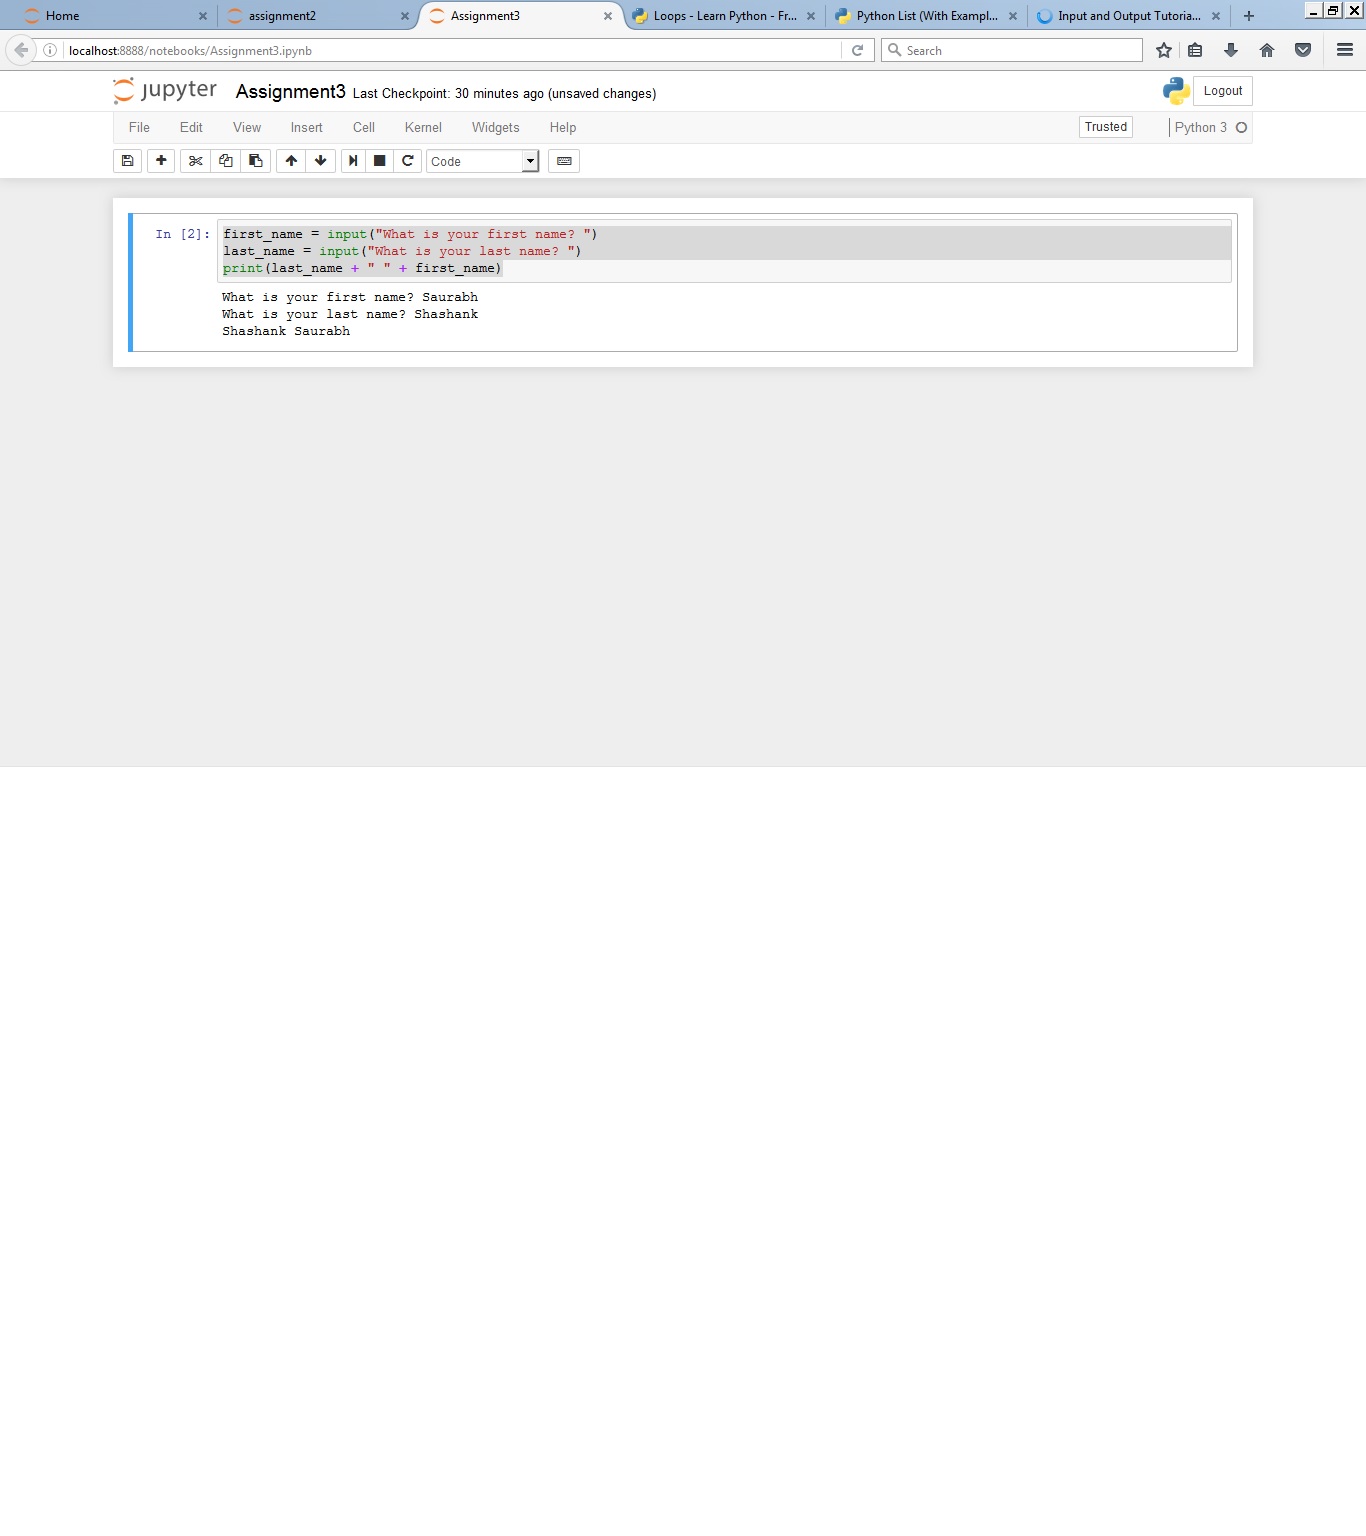 Home
assignment2
Assignment3
Loops - Learn Python - Fr...
Python List (With Exampl...
Input and Output Tutoria...
localhost:8888/notebooks/Assignment3.ipynb
Search
jupyter Assignment3 Last Checkpoint: 30 minutes ago (unsaved changes)
Logout
File Edit View Insert Cell Kernel Widgets Help
Trusted
Python 3
Code
In [2]: first_name = input("What is your first name? ")
last_name = input("What is your last name? ")
print(last_name + " " + first_name)
What is your first name? Saurabh
What is your last name? Shashank
Shashank Saurabh